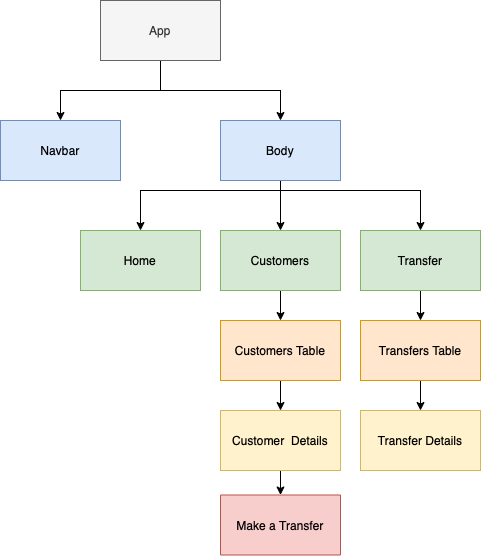 App
Navbar
Body
Home
Customers
Transfer
Customers Table
Transfers Table
Customer  Details
Transfer Details
Make a Transfer